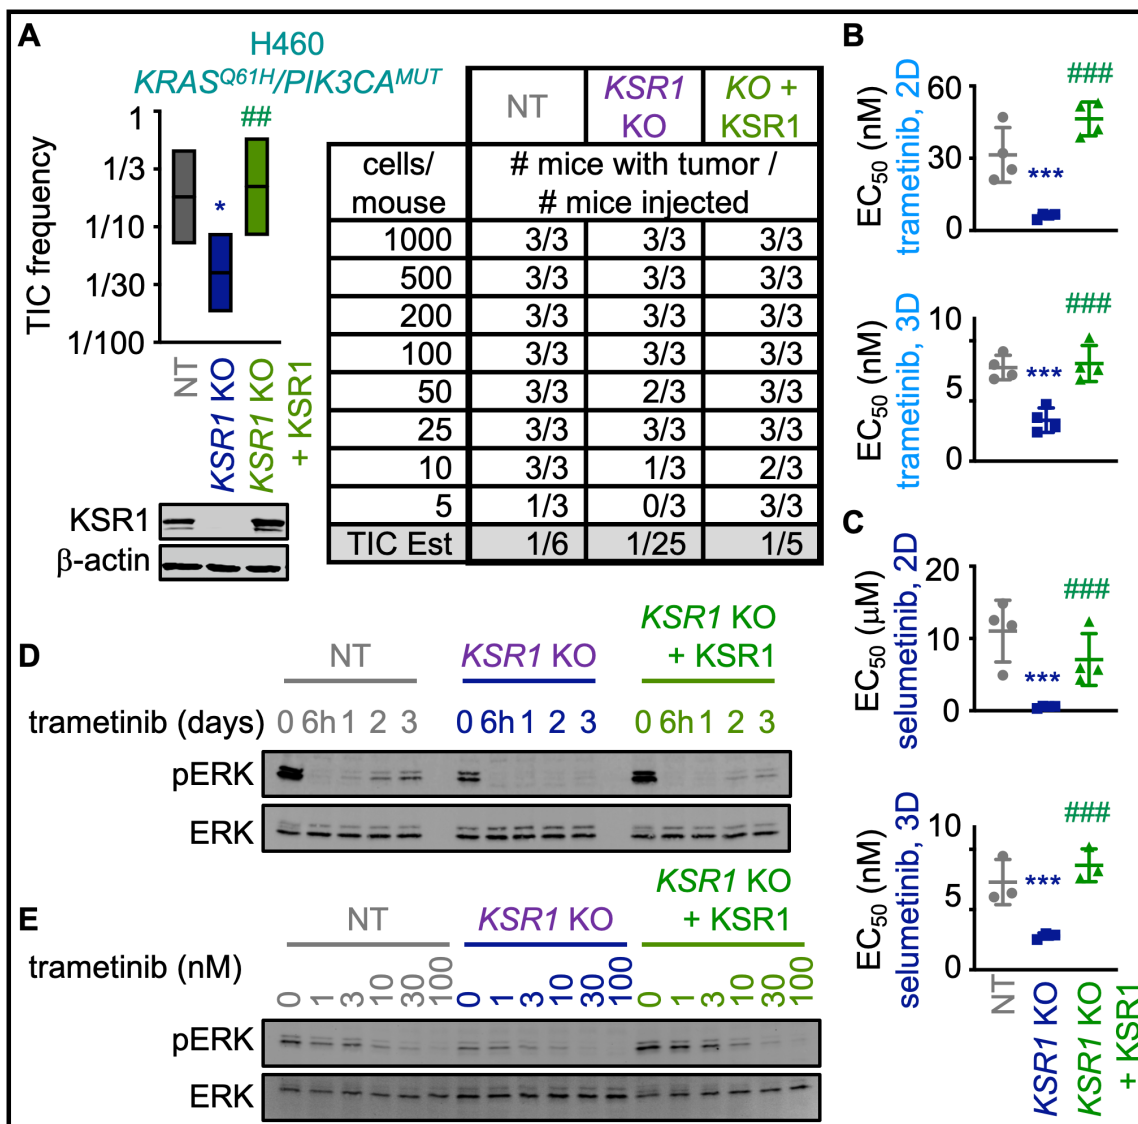 A
H460
KRAS^Q61H/PIK3CA^MUT
TIC frequency
1
1/3
1/10
1/30
1/100
*
##
NT
KSR1 KO
KSR1 KO
+ KSR1
KSR1
β-actin
NT
KSR1
KO
KO +
KSR1
cells/
mouse
# mice with tumor /
# mice injected
1000 3/3 3/3 3/3
500 3/3 3/3 3/3
200 3/3 3/3 3/3
100 3/3 3/3 3/3
50 3/3 2/3 3/3
25 3/3 3/3 3/3
10 3/3 1/3 2/3
5 1/3 0/3 3/3
TIC Est 1/6 1/25 1/5
B
EC50 (nM)
trametinib, 2D
60
30
0
***
###
EC50 (nM)
trametinib, 3D
10
5
0
***
###
C
EC50 (μM)
selumetinib, 2D
20
10
0
***
###
EC50 (nM)
selumetinib, 3D
10
5
0
***
###
NT
KSR1 KO
KSR1 KO
+ KSR1
D
NT
KSR1 KO
KSR1 KO
+ KSR1
trametinib (days) 0 6h 1 2 3 0 6h 1 2 3 0 6h 1 2 3
pERK
ERK
E
NT
KSR1 KO
KSR1 KO
+ KSR1
trametinib (nM) 0 1 3 10 30 100 0 1 3 10 30 100 0 1 3 10 30 100
pERK
ERK